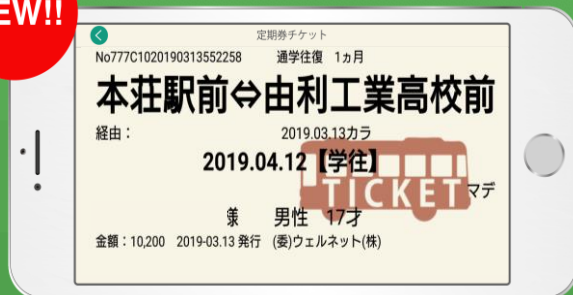 EW!!
定期券チケット
No777C1020190313552258 通学往復 1ヵ月
本荘駅前⇔由利工業高校前
経由： 2019.03.13カラ
2019.04.12【学往】
TICKET マデ
様 男性 17才
金額：10,200 2019-03.13 発行 (委)ウェルネット(株)